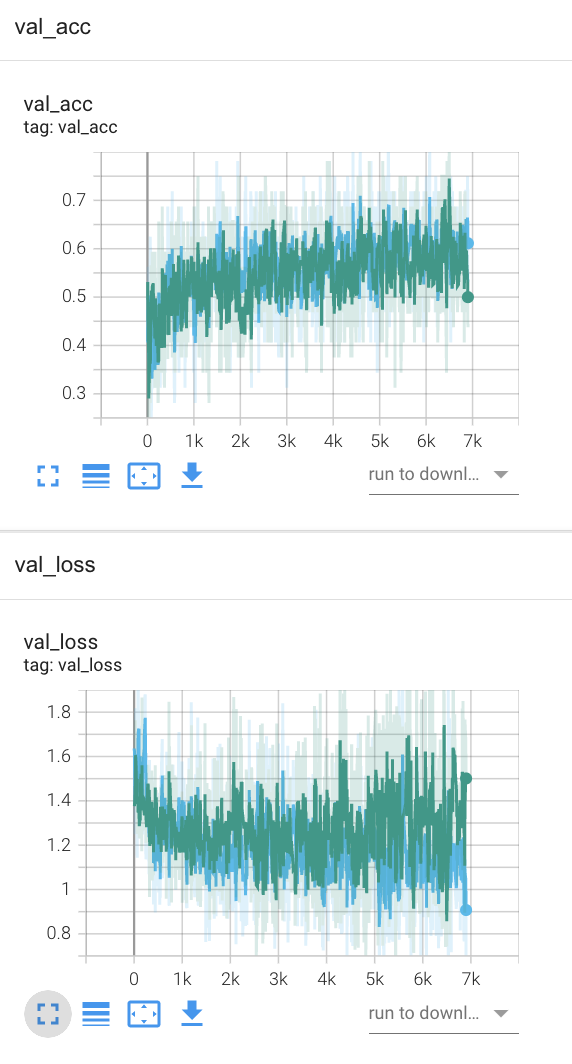 val_acc
val_acc
tag: val_acc
0.7
0.6
0.5
0.4
0.3
0 1k 2k 3k 4k 5k 6k 7k
run to downl...
val_loss
val_loss
tag: val_loss
1.8
1.6
1.4
1.2
1
0.8
0 1k 2k 3k 4k 5k 6k 7k
run to downl...